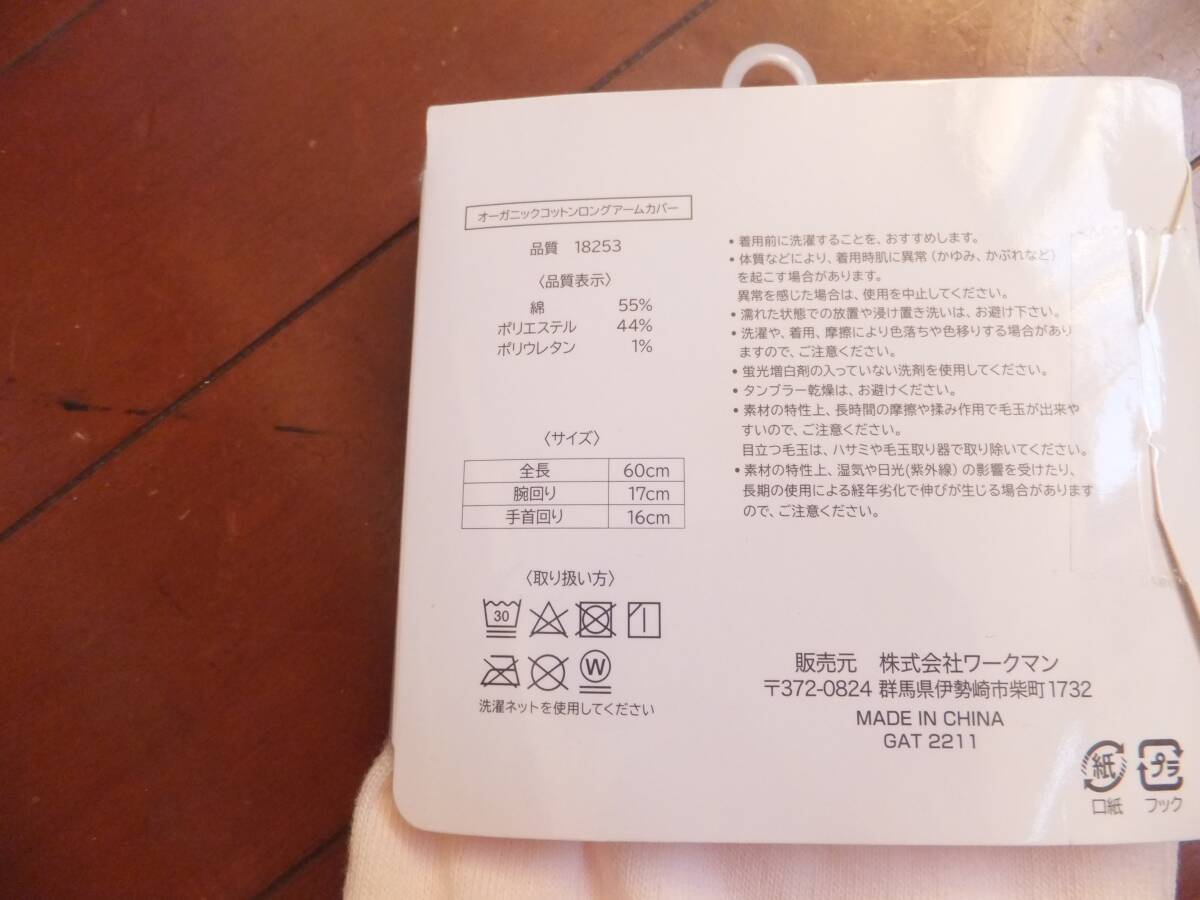 オーガニックコットンロングアームカバー
品質 18253
〈品質表示〉
綿 55%
ポリエステル 44%
ポリウレタン 1%
〈サイズ〉
全長 60cm
腕回り 17cm
手首回り 16cm
〈取り扱い方〉
30
W
洗濯ネットを使用してください
• 着用前に洗濯することを、おすすめします。
• 体質などにより、着用時肌に異常(かゆみ、かぶれなど)
を起こす場合があります。
異常を感じた場合は、使用を中止してください。
• 濡れた状態での放置や浸け置き洗いは、お避け下さい。
• 洗濯や、着用、摩擦により色落ちや色移りする場合があり
ますので、ご注意ください。
• 蛍光増白剤の入っていない洗剤を使用してください。
• タンブラー乾燥は、お避けください。
• 素材の特性上、長時間の摩擦や揉み作用で毛玉が出来や
すいので、ご注意ください。
目立つ毛玉は、ハサミや毛玉取り器で取り除いてください。
• 素材の特性上、湿気や日光(紫外線)の影響を受けたり、
長期の使用による経年劣化で伸びが生じる場合があります
ので、ご注意ください。
販売元 株式会社ワークマン
〒372-0824 群馬県伊勢崎市柴町1732
MADE IN CHINA
GAT 2211
紙 プラ
口紙 フック